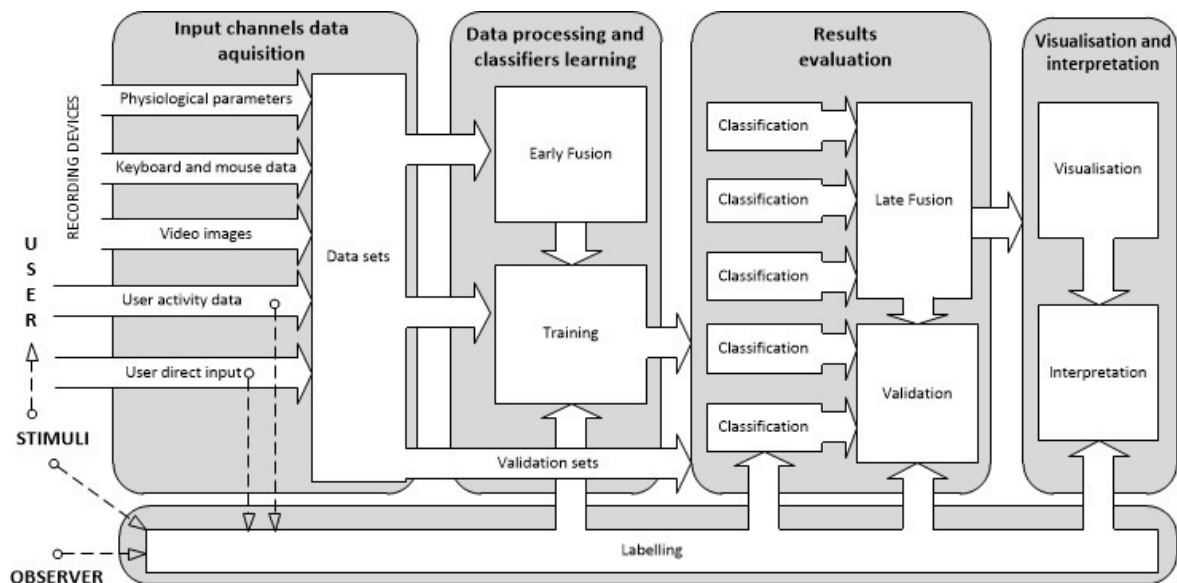 Input channels data
aquisition
Data processing and
classifiers learning
Results
evaluation
Visualisation and
interpretation
RECORDING DEVICES
Physiological parameters
Keyboard and mouse data
Video images
USER
User activity data
User direct input
STIMULI
OBSERVER
Data sets
Early Fusion
Training
Validation sets
Classification
Classification
Classification
Classification
Classification
Late Fusion
Validation
Visualisation
Interpretation
Labelling